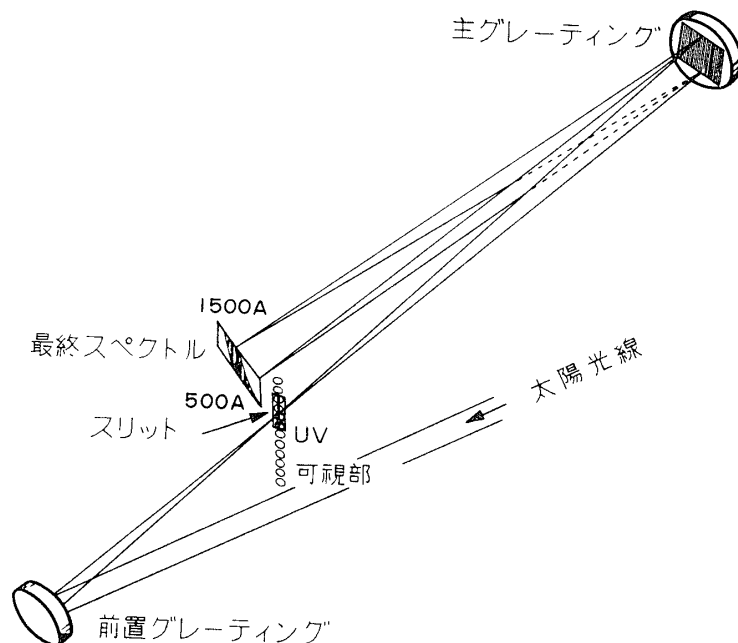 主グレーティング
1500A
最終スペクトル
500A
スリット
UV
可視部
太陽光線
前置グレーティング